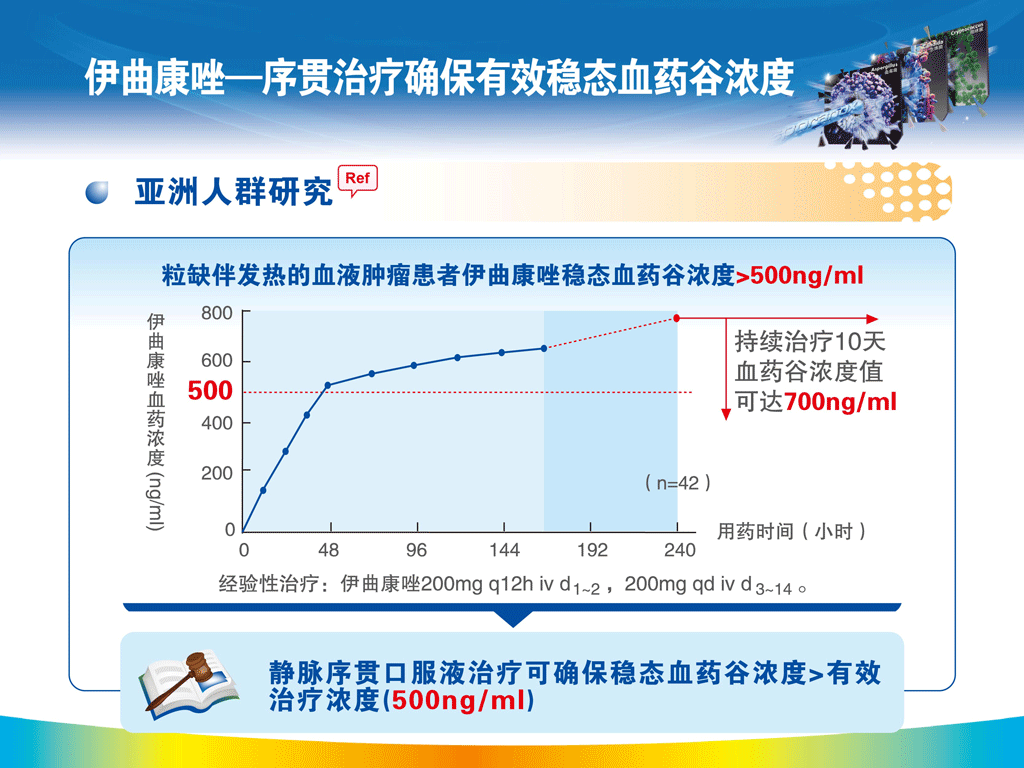 伊曲康唑—序贯治疗确保有效稳态血药谷浓度
Aspergillus
Cryptococcus
亚洲人群研究
Ref
粒缺伴发热的血液肿瘤患者伊曲康唑稳态血药谷浓度>500ng/ml
伊曲康唑血药浓度(ng/ml)
800
600
500
400
200
0
0 48 96 144 192 240
用药时间（小时）
（n=42）
持续治疗10天
血药谷浓度值
可达700ng/ml
经验性治疗：伊曲康唑200mg q12h iv d1~2，200mg qd iv d3~14。
静脉序贯口服液治疗可确保稳态血药谷浓度>有效
治疗浓度(500ng/ml)